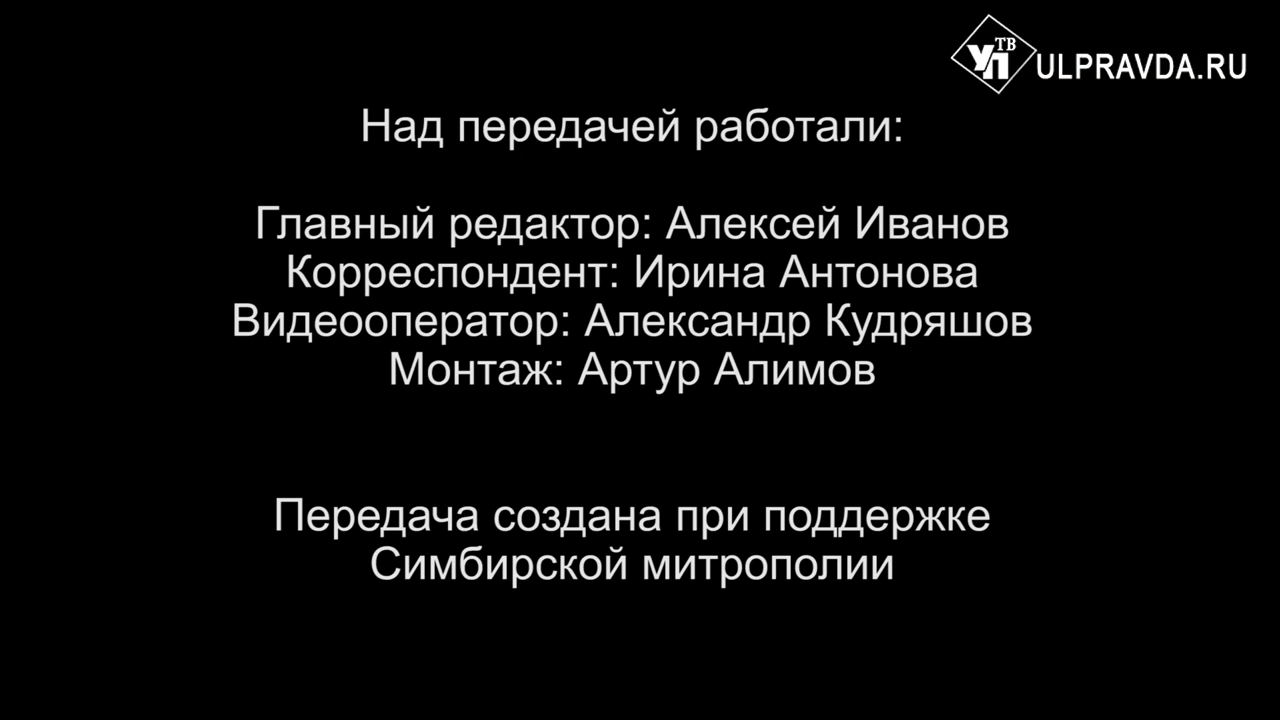 ТВ
УП
ULPRAVDA.RU
Над передачей работали:
Главный редактор: Алексей Иванов
Корреспондент: Ирина Антонова
Видеооператор: Александр Кудряшов
Монтаж: Артур Алимов
Передача создана при поддержке
Симбирской митрополии